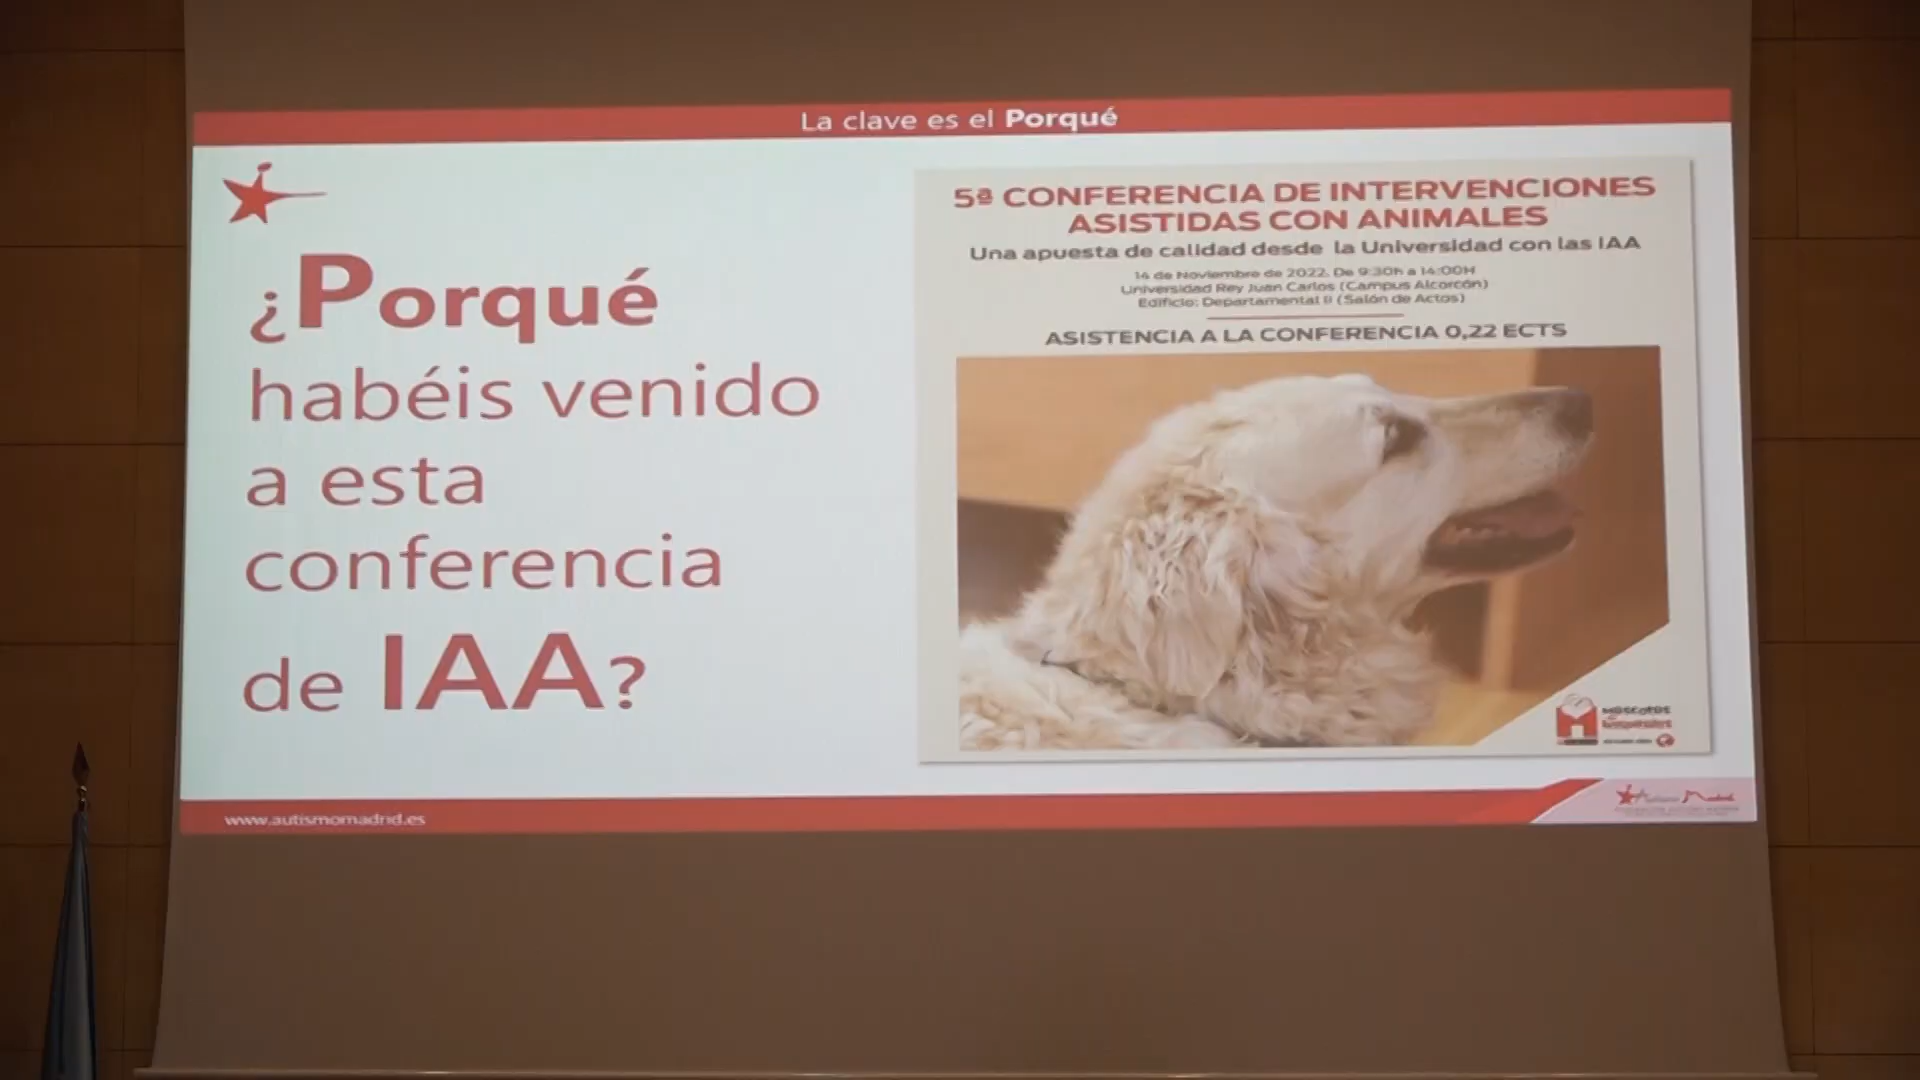 La clave es el Porqué
¿Porqué
habéis venido
a esta
conferencia
de IAA?
5ª CONFERENCIA DE INTERVENCIONES
ASISTIDAS CON ANIMALES
Una apuesta de calidad desde la Universidad con las IAA
14 de Noviembre de 2022. De 9:30h a 14:00H
Universidad Rey Juan Carlos (Campus Alcorcón)
Edificio: Departamental II (Salón de Actos)
ASISTENCIA A LA CONFERENCIA 0,22 ECTS
www.autismomadrid.es
Autismo Madrid